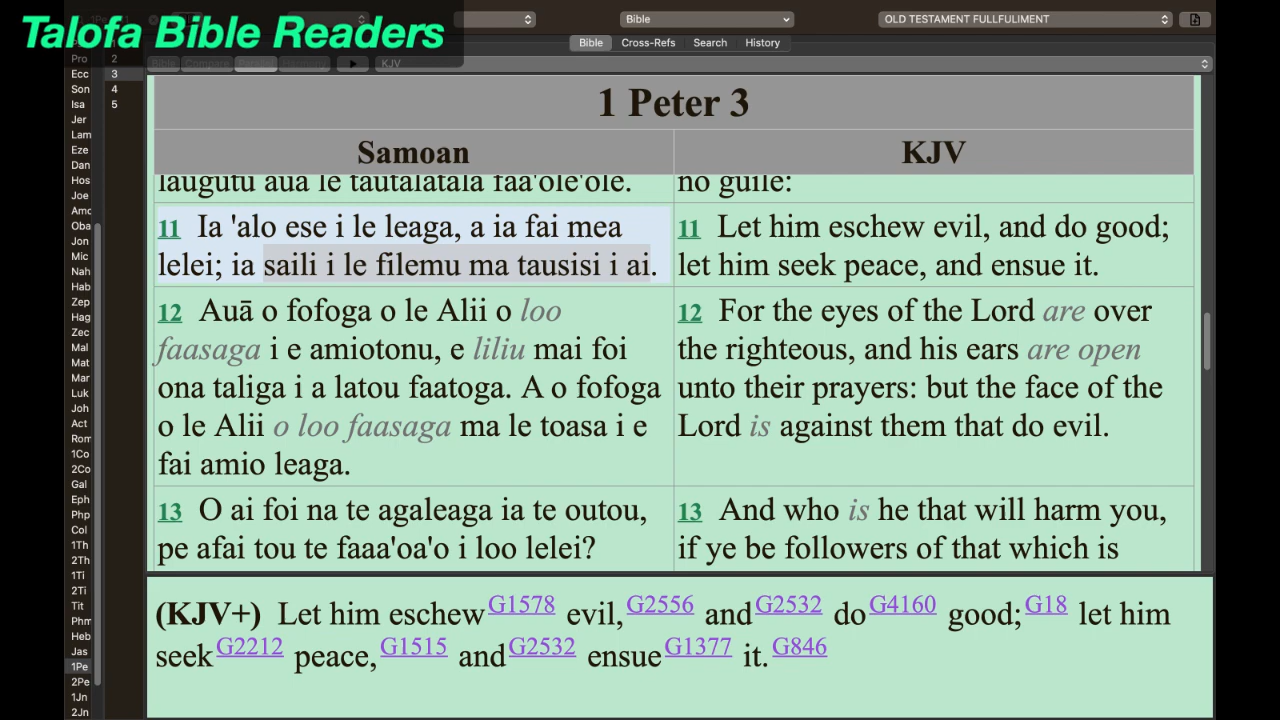 Talofa Bible Readers
Bible
OLD TESTAMENT FULLFULIMENT
Bible Cross-Refs Search History
KJV
Pro
Ecc
Son
Isa
Jer
Lam
Eze
Dan
Hos
Joe
Amo
Oba
Jon
Mic
Nah
Hab
Zep
Hag
Zec
Mal
Mat
Mar
Luk
Joh
Act
Rom
1Co
2Co
Gal
Eph
Php
Col
1Th
2Th
1Ti
2Ti
Tit
Phm
Heb
Jas
1Pe
2Pe
1Jn
2Jn
2
3
4
5
1 Peter 3
Samoan
laugutu auā le tautalatala faa'ole'ole.
11 Ia 'alo ese i le leaga, a ia fai mea
lelei; ia saili i le filemu ma tausisi i ai.
12 Auā o fofoga o le Alii o loo
faasaga i e amiotonu, e liliu mai foi
ona taliga i a latou faatoga. A o fofoga
o le Alii o loo faasaga ma le toasa i e
fai amio leaga.
13 O ai foi na te agaleaga ia te outou,
pe afai tou te faaa'oa'o i loo lelei?
KJV
no guile:
11 Let him eschew evil, and do good;
let him seek peace, and ensue it.
12 For the eyes of the Lord are over
the righteous, and his ears are open
unto their prayers: but the face of the
Lord is against them that do evil.
13 And who is he that will harm you,
if ye be followers of that which is
(KJV+) Let him eschew G1578 evil, G2556 and G2532 do G4160 good; G18 let him
seek G2212 peace, G1515 and G2532 ensue G1377 it. G846